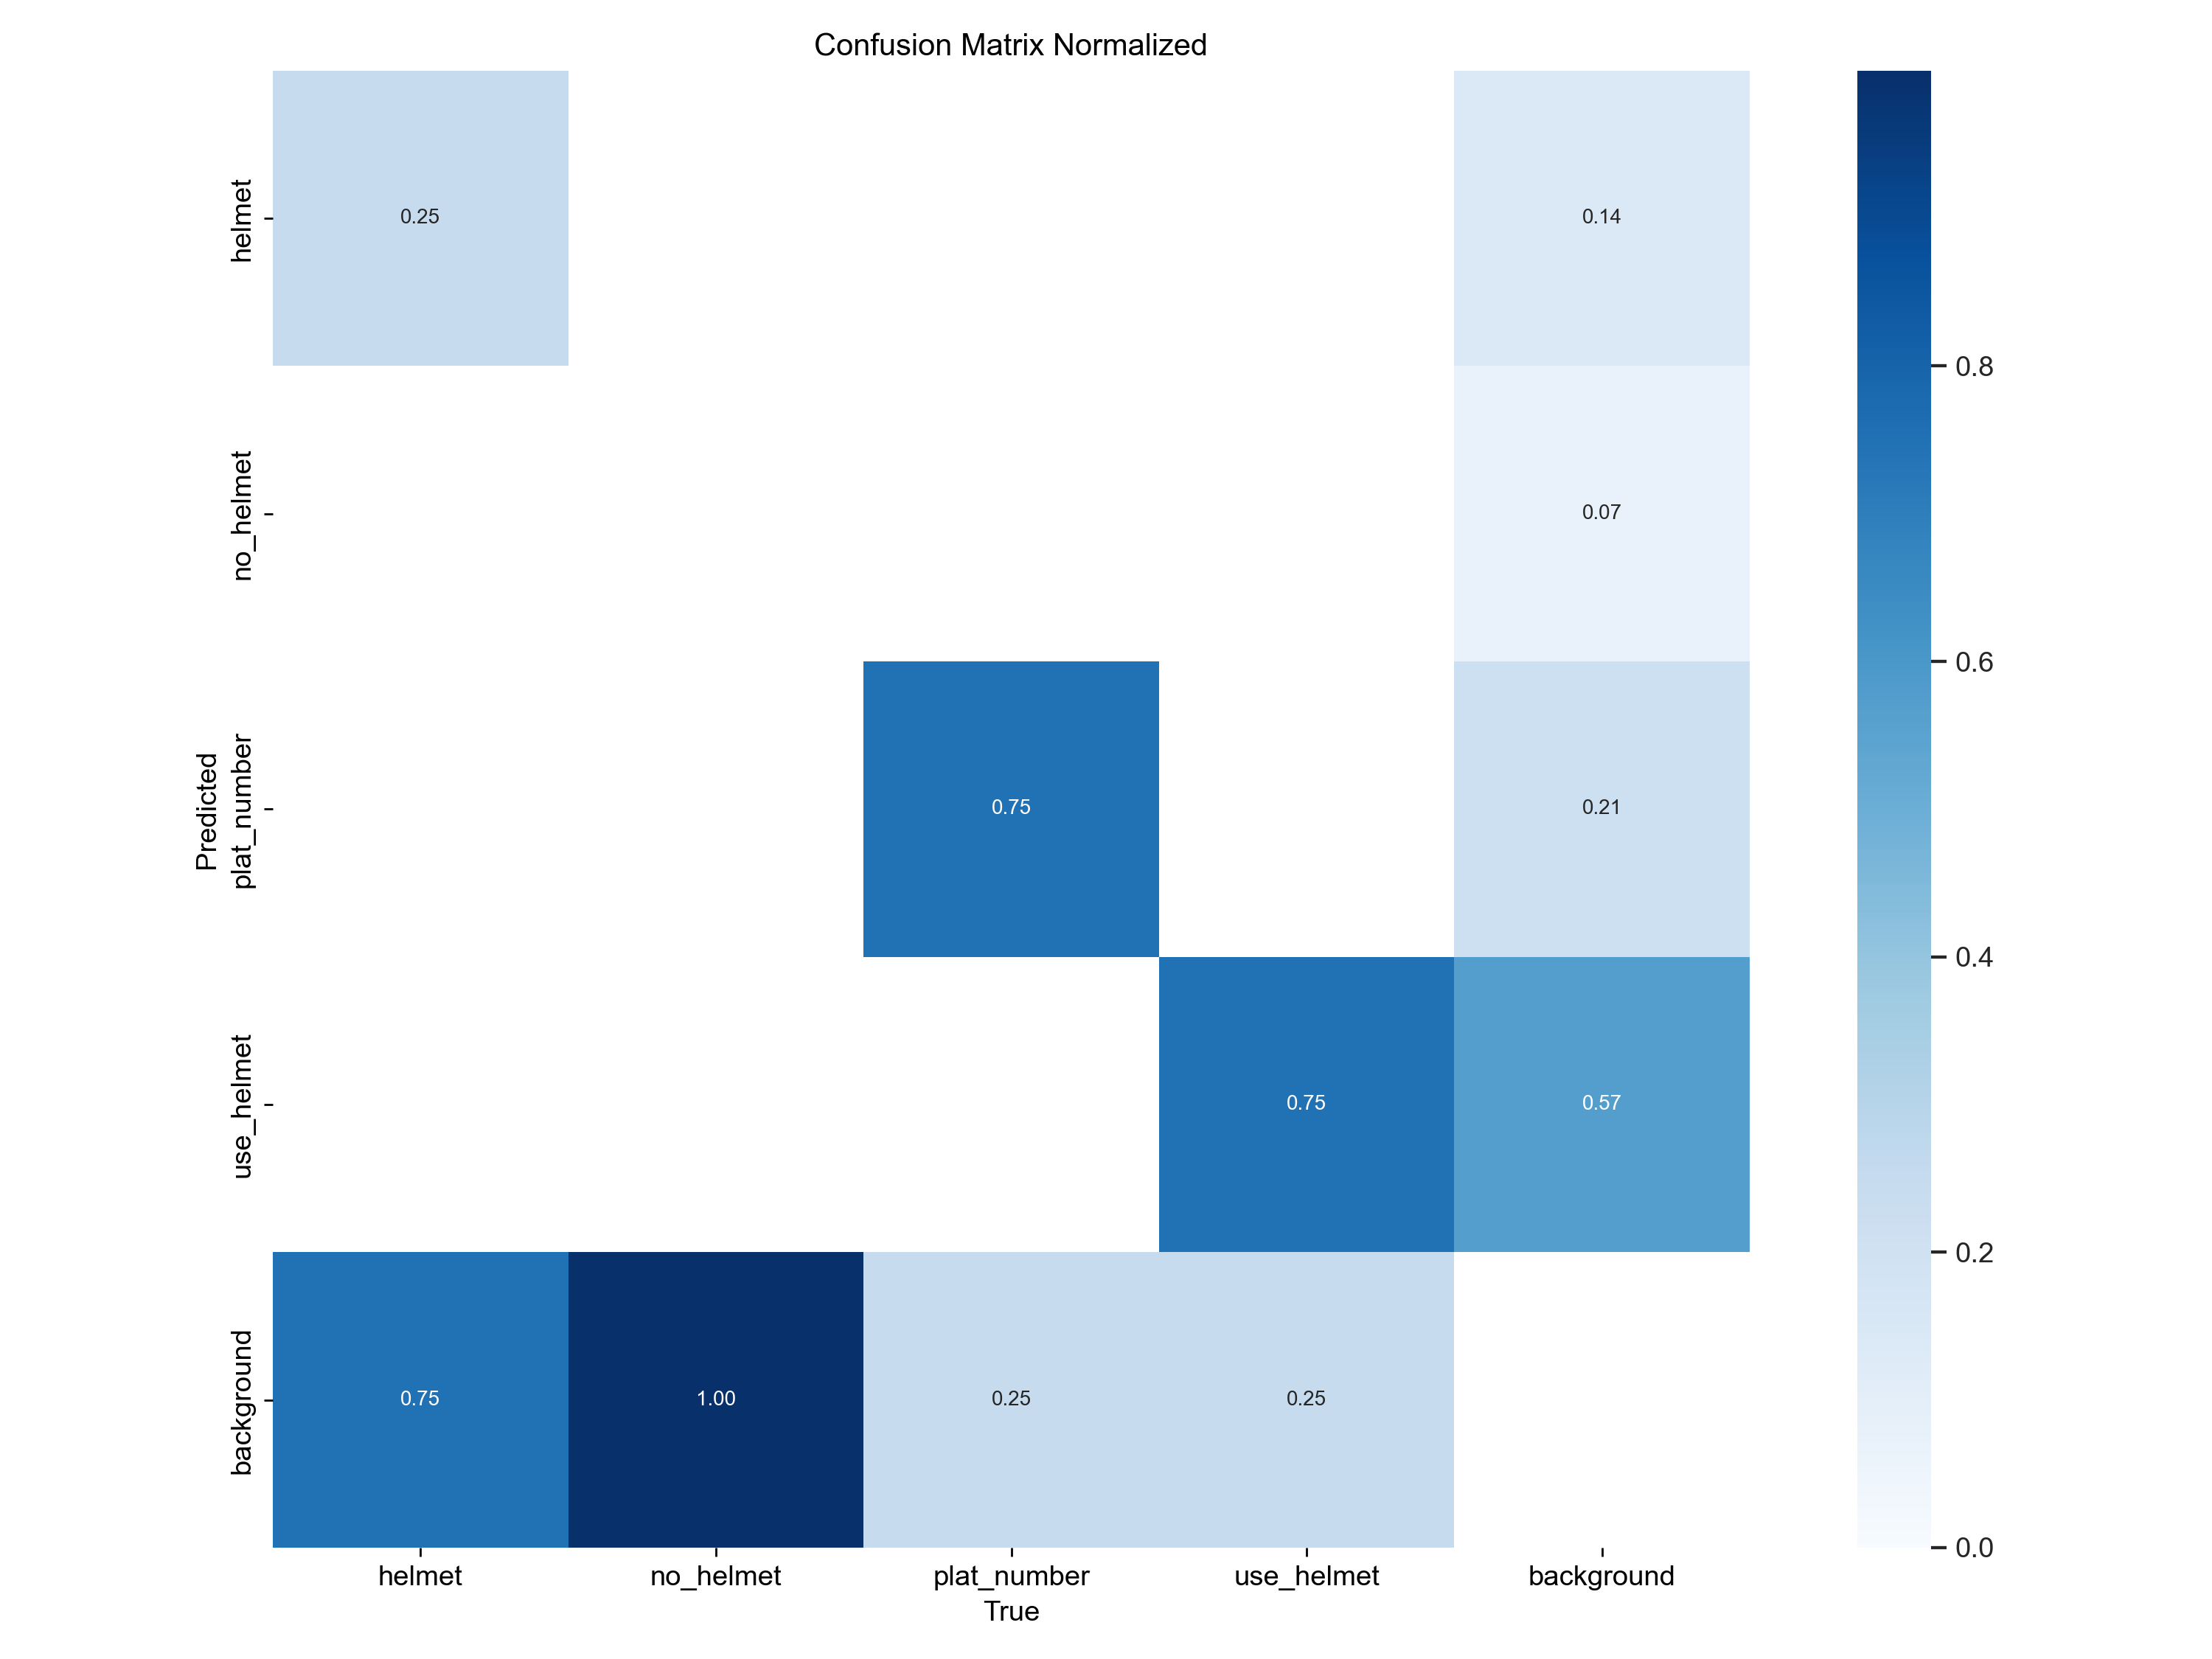 Confusion Matrix Normalized
helmet
0.25
0.14
0.8
no_helmet
0.07
0.6
Predicted
plat_number
0.75
0.21
0.4
use_helmet
0.75
0.57
0.2
background
0.75
1.00
0.25
0.25
0.0
helmet
no_helmet
plat_number
use_helmet
background
True